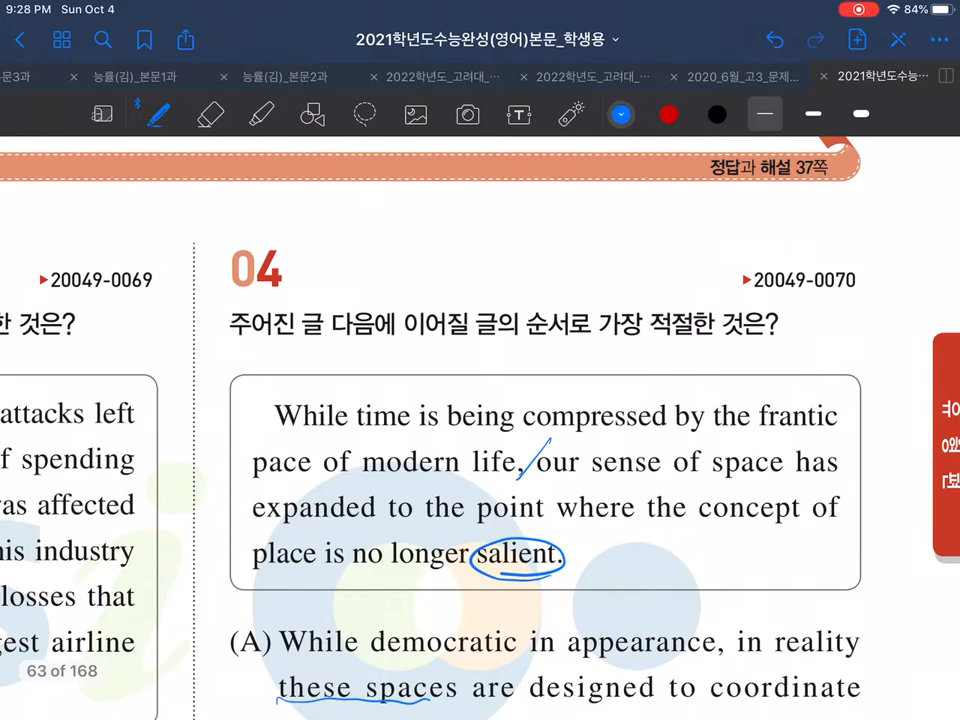 9:28 PM Sun Oct 4
84%
2021학년도수능완성(영어)본문_학생용
문3과
능률(김)_본문1과
능률(김)_본문2과
2022학년도_고려대_…
2022학년도_고려대_…
2020_6월_고3_문제…
2021학년도수능…
정답과 해설 37쪽
20049-0069
한 것은?
attacks left
f spending
was affected
his industry
losses that
gest airline
63 of 168
04
20049-0070
주어진 글 다음에 이어질 글의 순서로 가장 적절한 것은?
While time is being compressed by the frantic
pace of modern life, our sense of space has
expanded to the point where the concept of
place is no longer salient.
(A) While democratic in appearance, in reality
these spaces are designed to coordinate
유형편